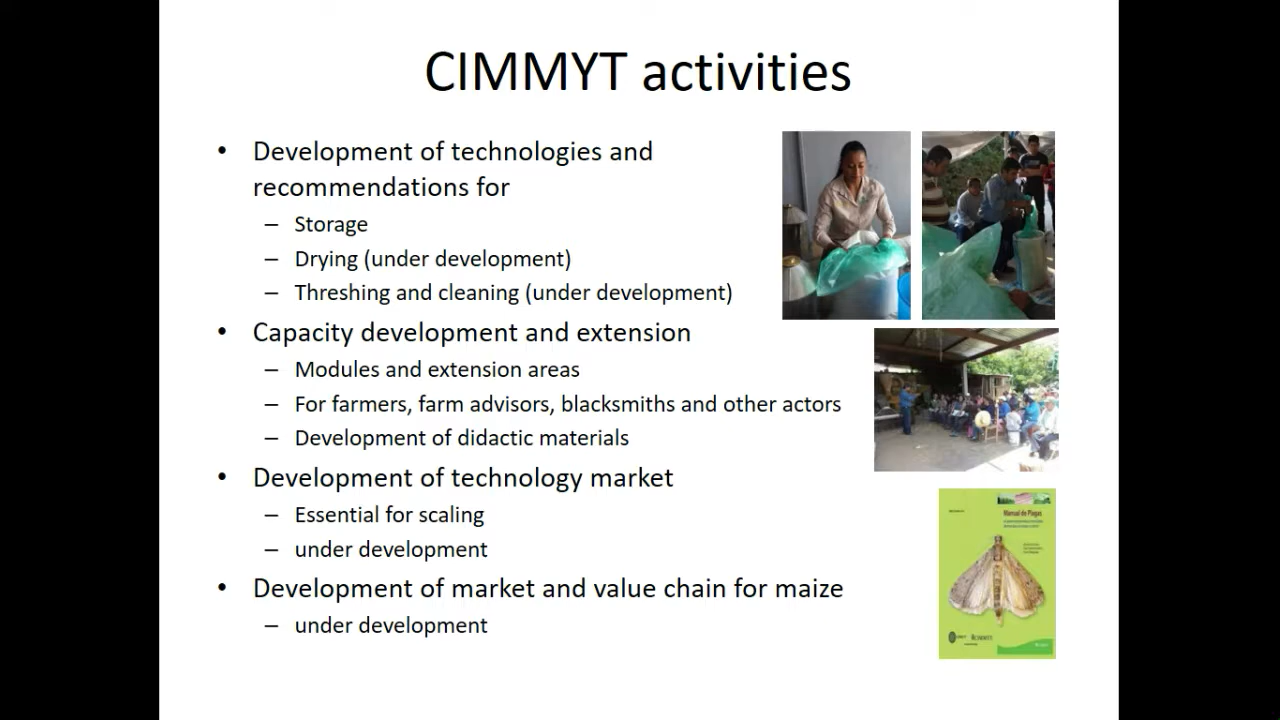 CIMMYT activities
• Development of technologies and
recommendations for
– Storage
– Drying (under development)
– Threshing and cleaning (under development)
• Capacity development and extension
– Modules and extension areas
– For farmers, farm advisors, blacksmiths and other actors
– Development of didactic materials
• Development of technology market
– Essential for scaling
– under development
• Development of market and value chain for maize
– under development
Manual de Plagas